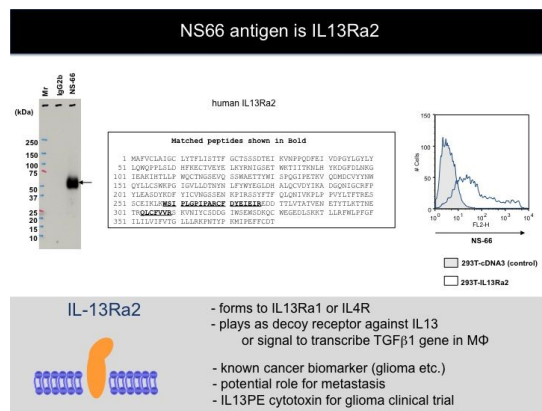 NS66 antigen is IL13Ra2
Mr
IgG2b
NS-66
(kDa)
250
150
100
75
50
37
25
20
15
10
human IL13Ra2
Matched peptides shown in Bold
1 MAFVCLAIGC LYTFLISTTF GCTSSSDTEI KVNPPQDFEI VDPGYLGYLY
51 LQWQPPLSLD HFKECTVEYE LKYRNIGSET WKTIITKNLH YKDGFDLNKG
101 IEAKIHTLLP WQCTNGSEVQ SSWAETTYWI SPQGIPETKV QDMDCVYYNW
151 QYLLCSWKPG IGVLLDTNYN LFYWYEGLDH ALQCVDYIKA DGQNIGCRFP
201 YLEASDYKDF YICVNGSSEN KPIRSSYFTF QLQNIVKPLP PVYLTFTRES
251 SCEIKLKWSI PLGPIPARCF DYEIEIREDD TTLVTATVEN ETYTLKTTNE
301 TRQLCFVVRS KVNIYCSDDG IWSEWSDKQC WEGEDLSKKT LLRFWLPFGF
351 ILILVIFVTG LLLRKPNTYP KMIPEFFCDT
150
100
50
0
# Cells
10⁰ 10¹ 10² 10³ 10⁴
FL2-H
NS-66
293T-cDNA3 (control)
293T-IL13Ra2
IL-13Ra2
- forms to IL13Ra1 or IL4R
- plays as decoy receptor against IL13
or signal to transcribe TGFβ1 gene in MΦ
- known cancer biomarker (glioma etc.)
- potential role for metastasis
- IL13PE cytotoxin for glioma clinical trial